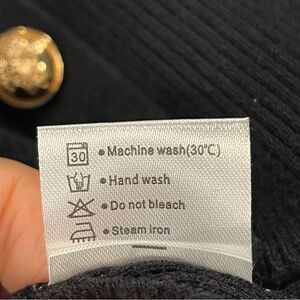 30 • Machine wash(30℃)
• Hand wash
• Do not bleach
• Steam iron